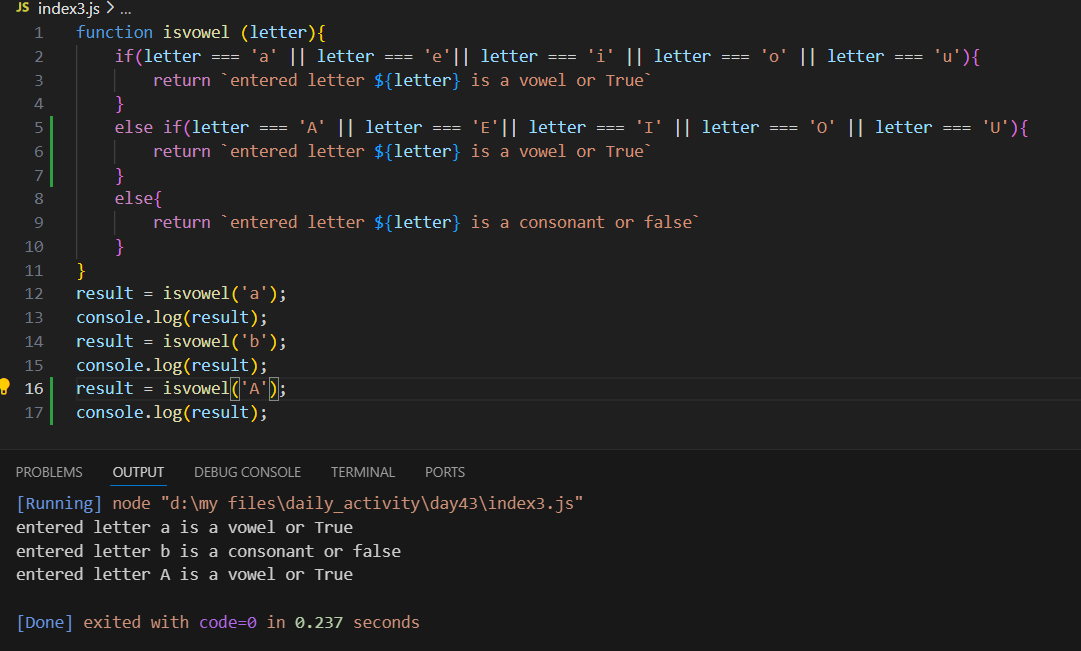 JS index3.js > ...
1 function isvowel (letter){
2 if(letter === 'a' || letter === 'e'|| letter === 'i' || letter === 'o' || letter === 'u'){
3 return `entered letter ${letter} is a vowel or True`
4 }
5 else if(letter === 'A' || letter === 'E'|| letter === 'I' || letter === 'O' || letter === 'U'){
6 return `entered letter ${letter} is a vowel or True`
7 }
8 else{
9 return `entered letter ${letter} is a consonant or false`
10 }
11 }
12 result = isvowel('a');
13 console.log(result);
14 result = isvowel('b');
15 console.log(result);
16 result = isvowel('A');
17 console.log(result);
PROBLEMS OUTPUT DEBUG CONSOLE TERMINAL PORTS
[Running] node "d:\my files\daily_activity\day43\index3.js"
entered letter a is a vowel or True
entered letter b is a consonant or false
entered letter A is a vowel or True
[Done] exited with code=0 in 0.237 seconds